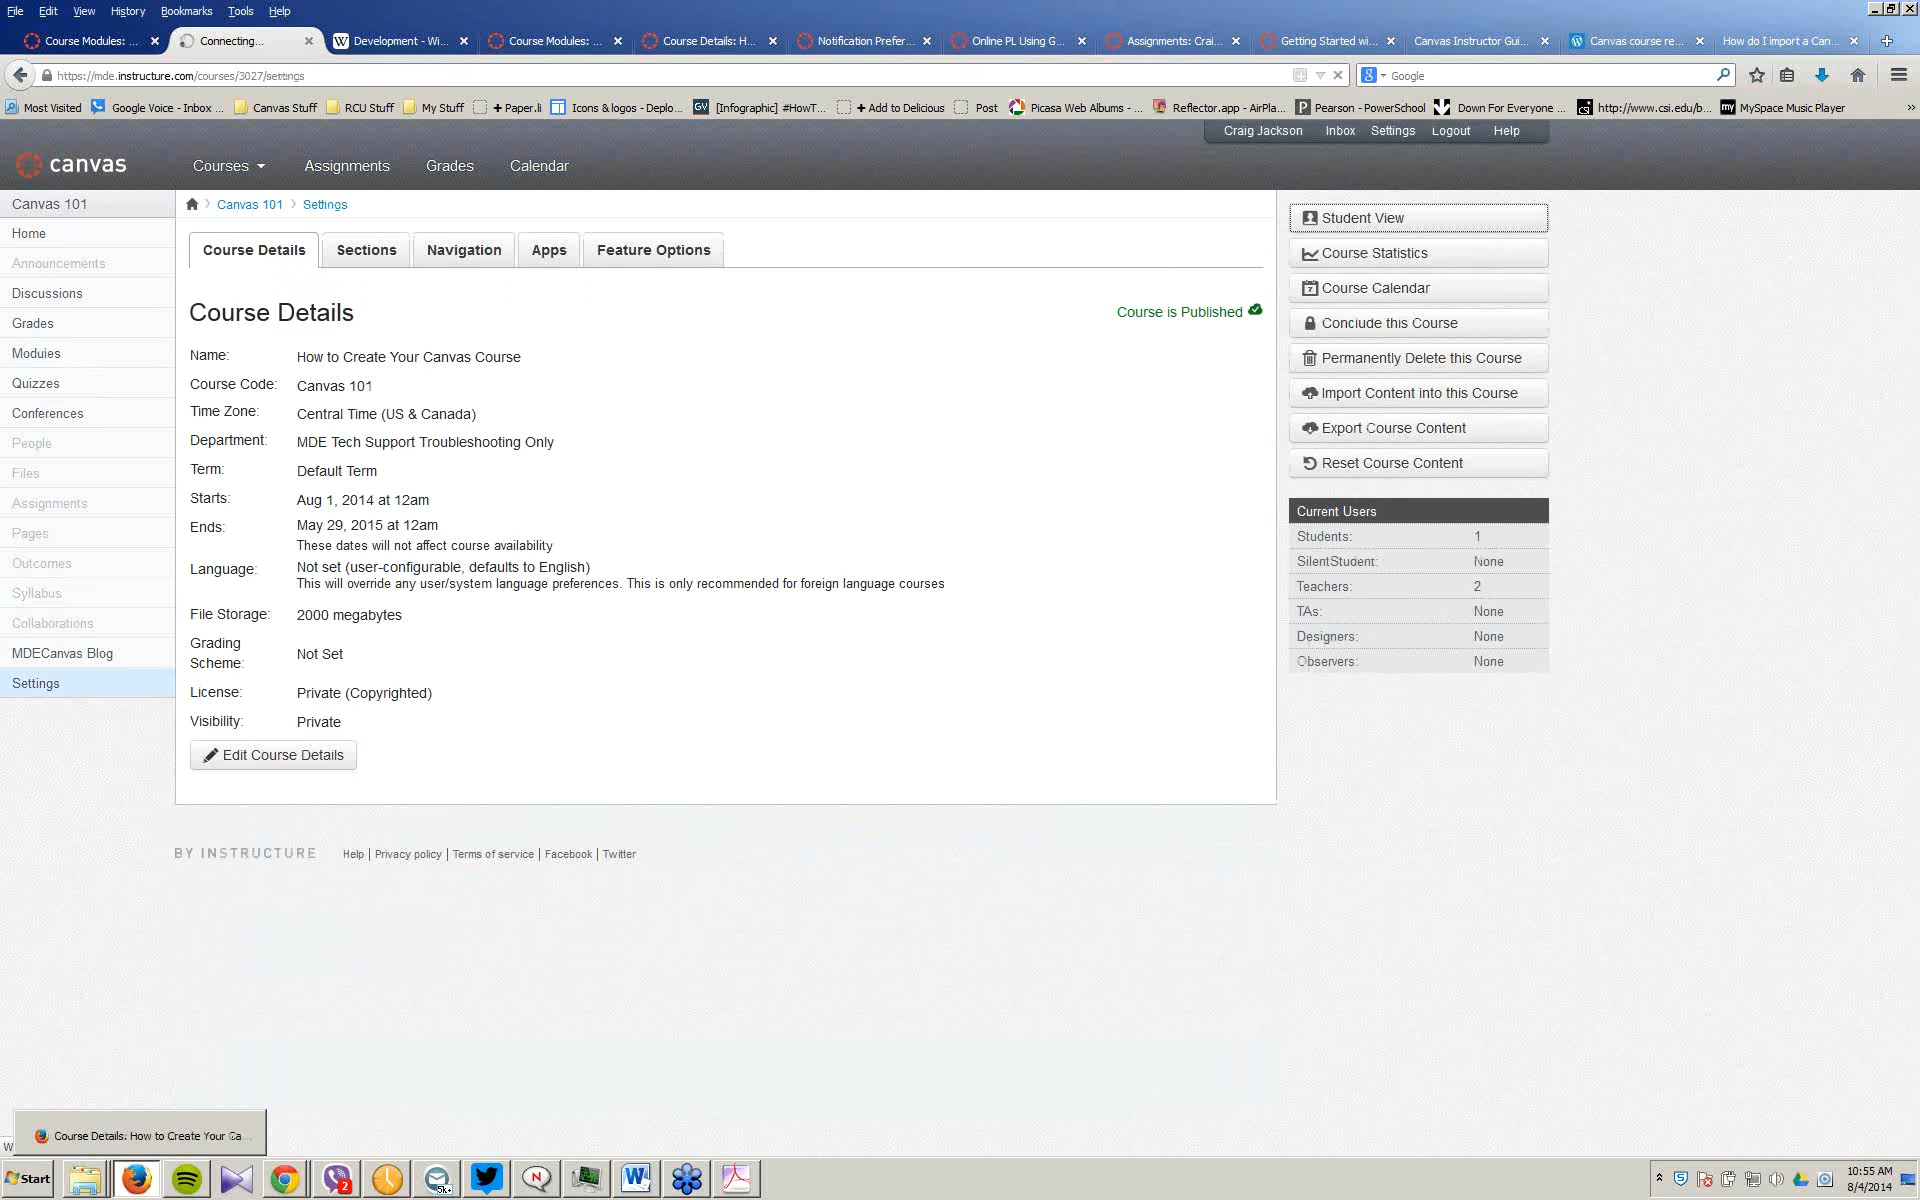 File Edit View History Bookmarks Tools Help
Course Modules: ... Connecting... Development - Wi... Course Modules: ... Course Details: H... Notification Prefer... Online PL Using G... Assignments: Crai... Getting Started wi... Canvas Instructor Gui... Canvas course re... How do I import a Can...
https://mde.instructure.com/courses/3027/settings Google
Most Visited Google Voice - Inbox ... Canvas Stuff RCU Stuff My Stuff + Paper.li Icons & logos - Deplo... [Infographic] #HowT... + Add to Delicious Post Picasa Web Albums - ... Reflector.app - AirPla... Pearson - PowerSchool Down For Everyone ... http://www.csi.edu/b... MySpace Music Player
Craig Jackson Inbox Settings Logout Help
canvas Courses Assignments Grades Calendar
Canvas 101
Home
Announcements
Discussions
Grades
Modules
Quizzes
Conferences
People
Files
Assignments
Pages
Outcomes
Syllabus
Collaborations
MDECanvas Blog
Settings
Canvas 101 Settings
Course Details Sections Navigation Apps Feature Options
Course Details Course is Published
Name: How to Create Your Canvas Course
Course Code: Canvas 101
Time Zone: Central Time (US & Canada)
Department: MDE Tech Support Troubleshooting Only
Term: Default Term
Starts: Aug 1, 2014 at 12am
Ends: May 29, 2015 at 12am
These dates will not affect course availability
Language: Not set (user-configurable, defaults to English)
This will override any user/system language preferences. This is only recommended for foreign language courses
File Storage: 2000 megabytes
Grading
Scheme: Not Set
License: Private (Copyrighted)
Visibility: Private
Edit Course Details
Student View
Course Statistics
Course Calendar
Conclude this Course
Permanently Delete this Course
Import Content into this Course
Export Course Content
Reset Course Content
Current Users
Students: 1
SilentStudent: None
Teachers: 2
TAs: None
Designers: None
Observers: None
BY INSTRUCTURE Help | Privacy policy | Terms of service | Facebook | Twitter
Course Details: How to Create Your Ca...
Start
2
5k+
10:55 AM
8/4/2014